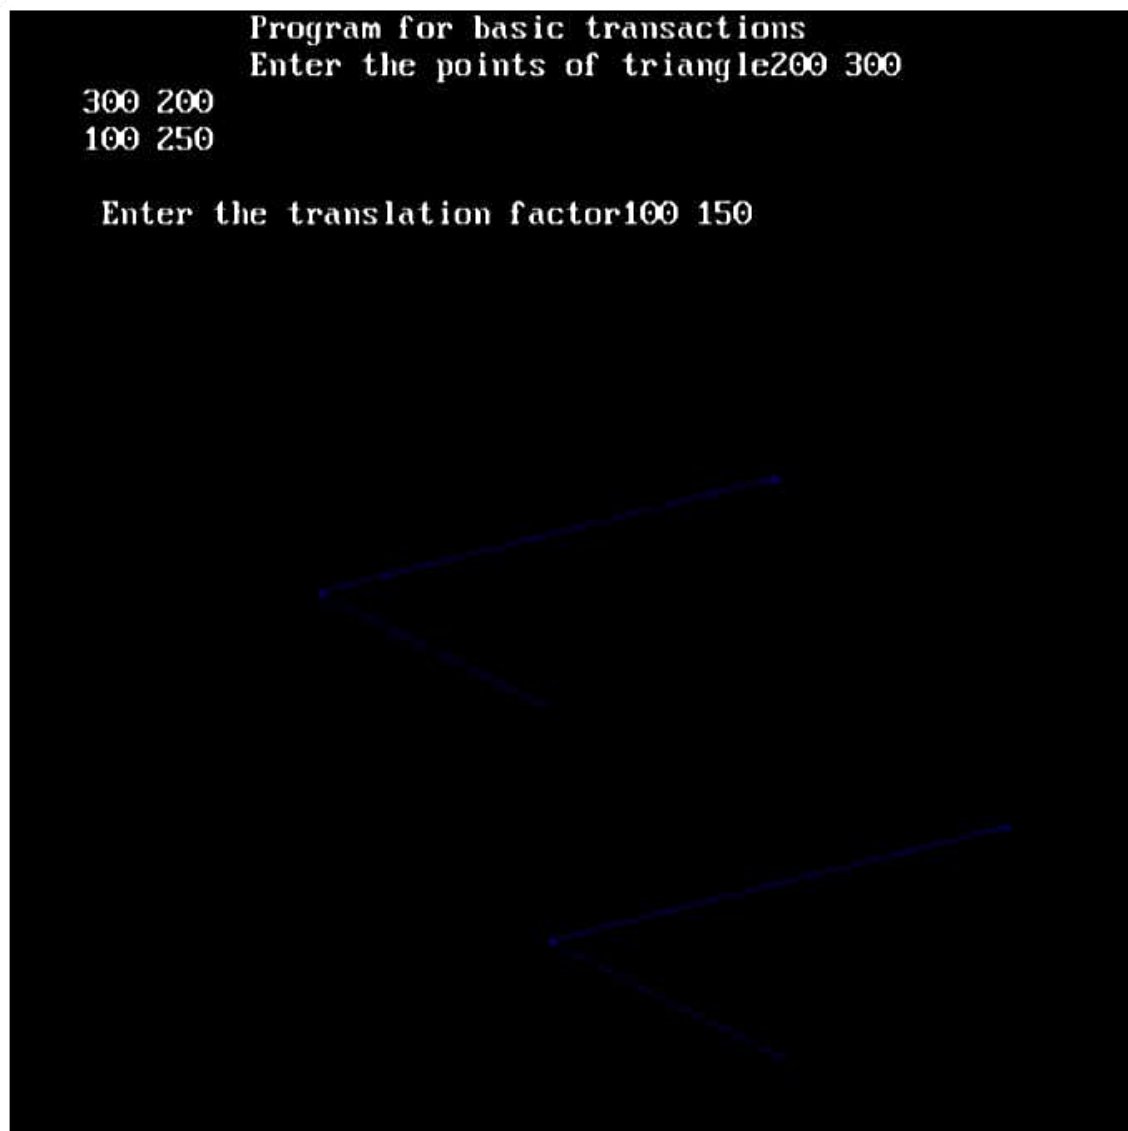 Program for basic transactions
Enter the points of triangle200 300
300 200
100 250
Enter the translation factor100 150